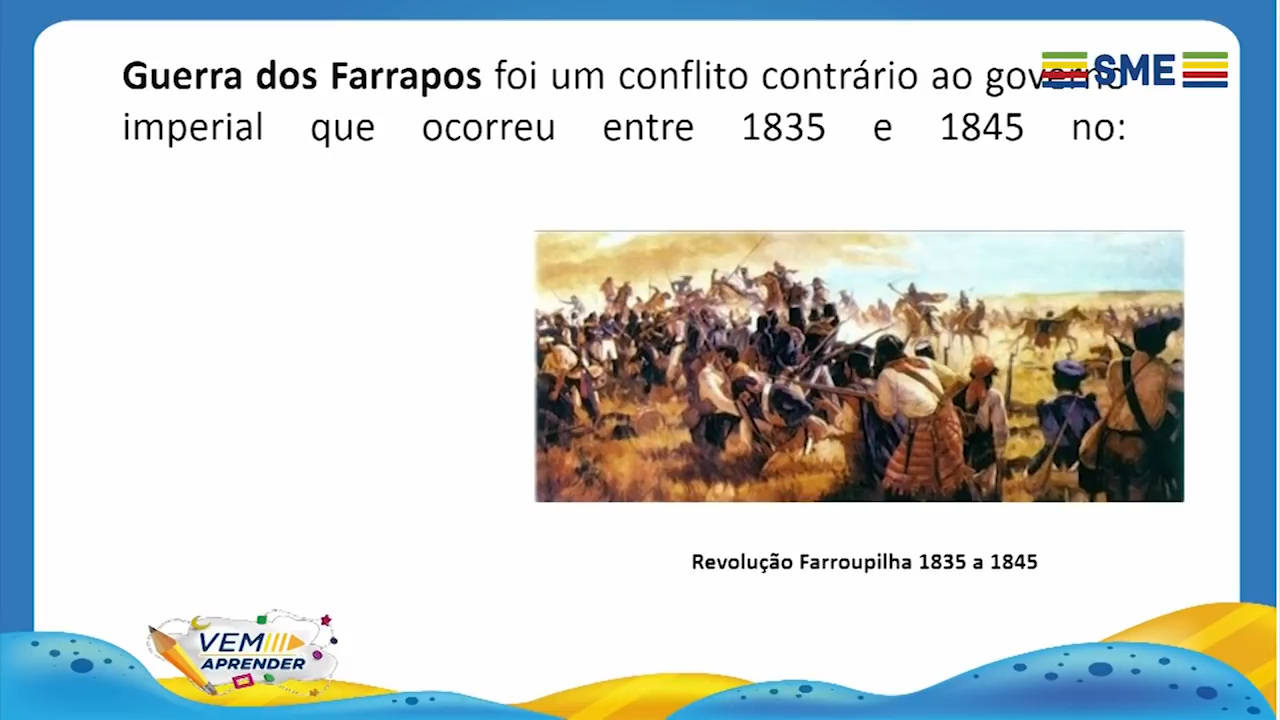 Guerra dos Farrapos foi um conflito contrário ao governo
SME
imperial que ocorreu entre 1835 e 1845 no:
Revolução Farroupilha 1835 a 1845
VEM
APRENDER